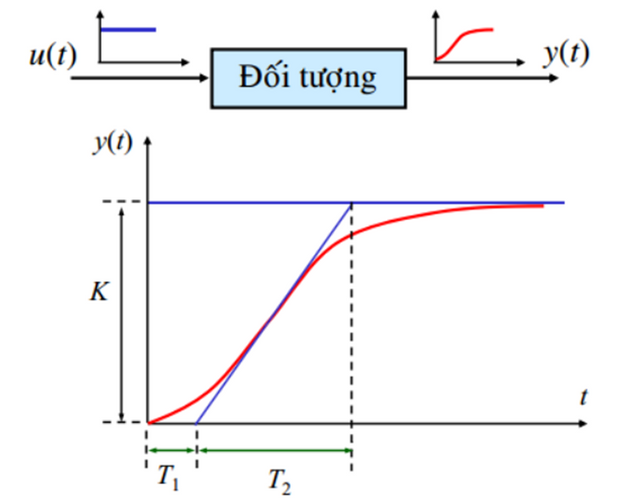 u(t)
Đối tượng
y(t)
y(t)
K
t
T₁
T₂